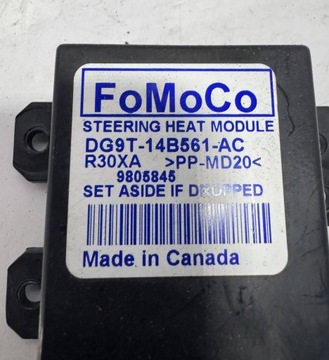 FoMoCo
STEERING HEAT MODULE
DG9T-14B561-AC
R30XA >PP-MD20<
9805845
SET ASIDE IF DROPPED
Made in Canada